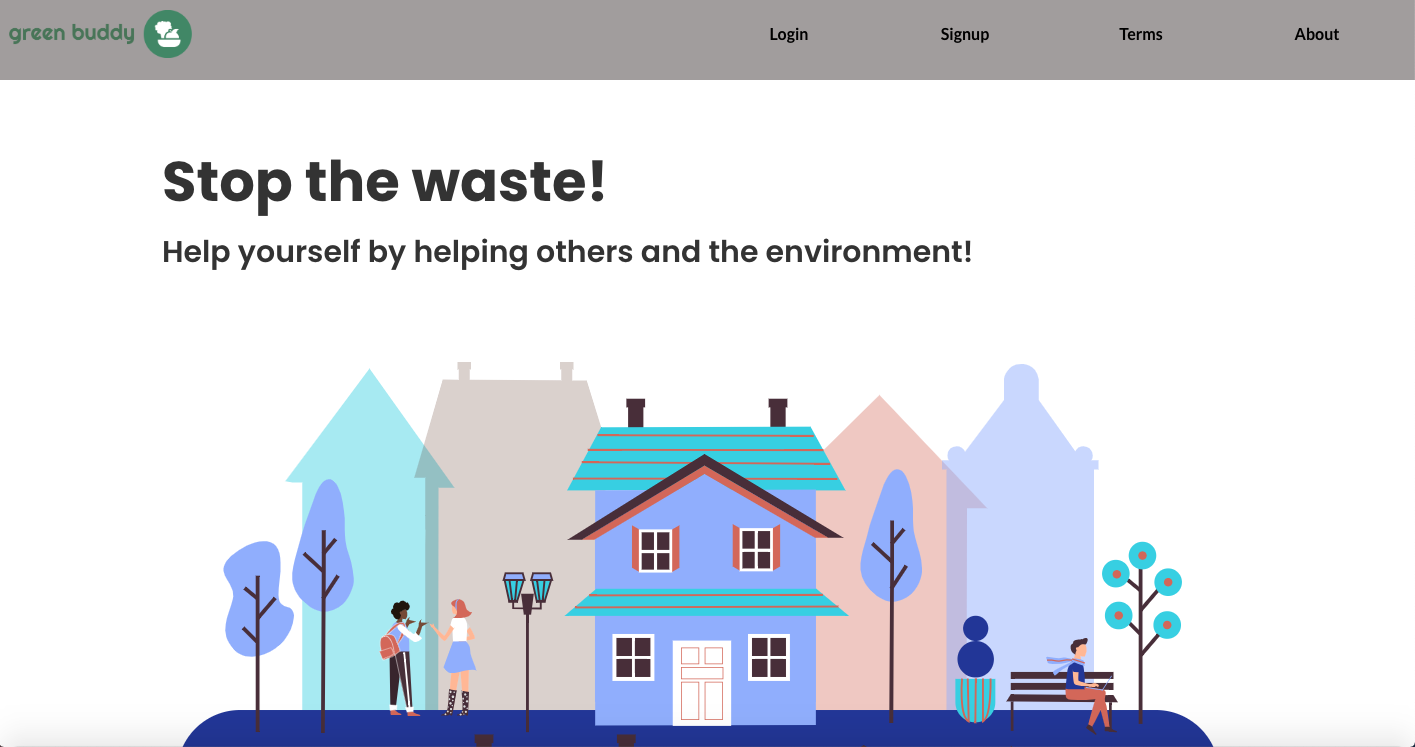 green buddy
Login Signup Terms About
Stop the waste!
Help yourself by helping others and the environment!